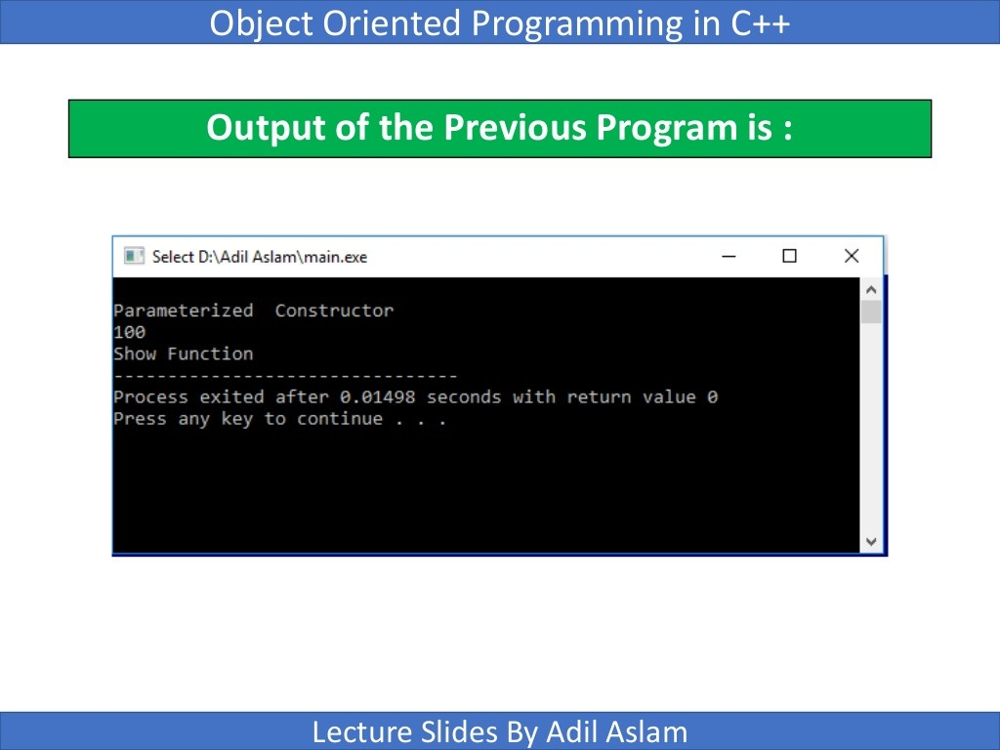 Object Oriented Programming in C++
Output of the Previous Program is :
Select D:\Adil Aslam\main.exe
Parameterized  Constructor
100
Show Function
--------------------------------
Process exited after 0.01498 seconds with return value 0
Press any key to continue . . .
Lecture Slides By Adil Aslam